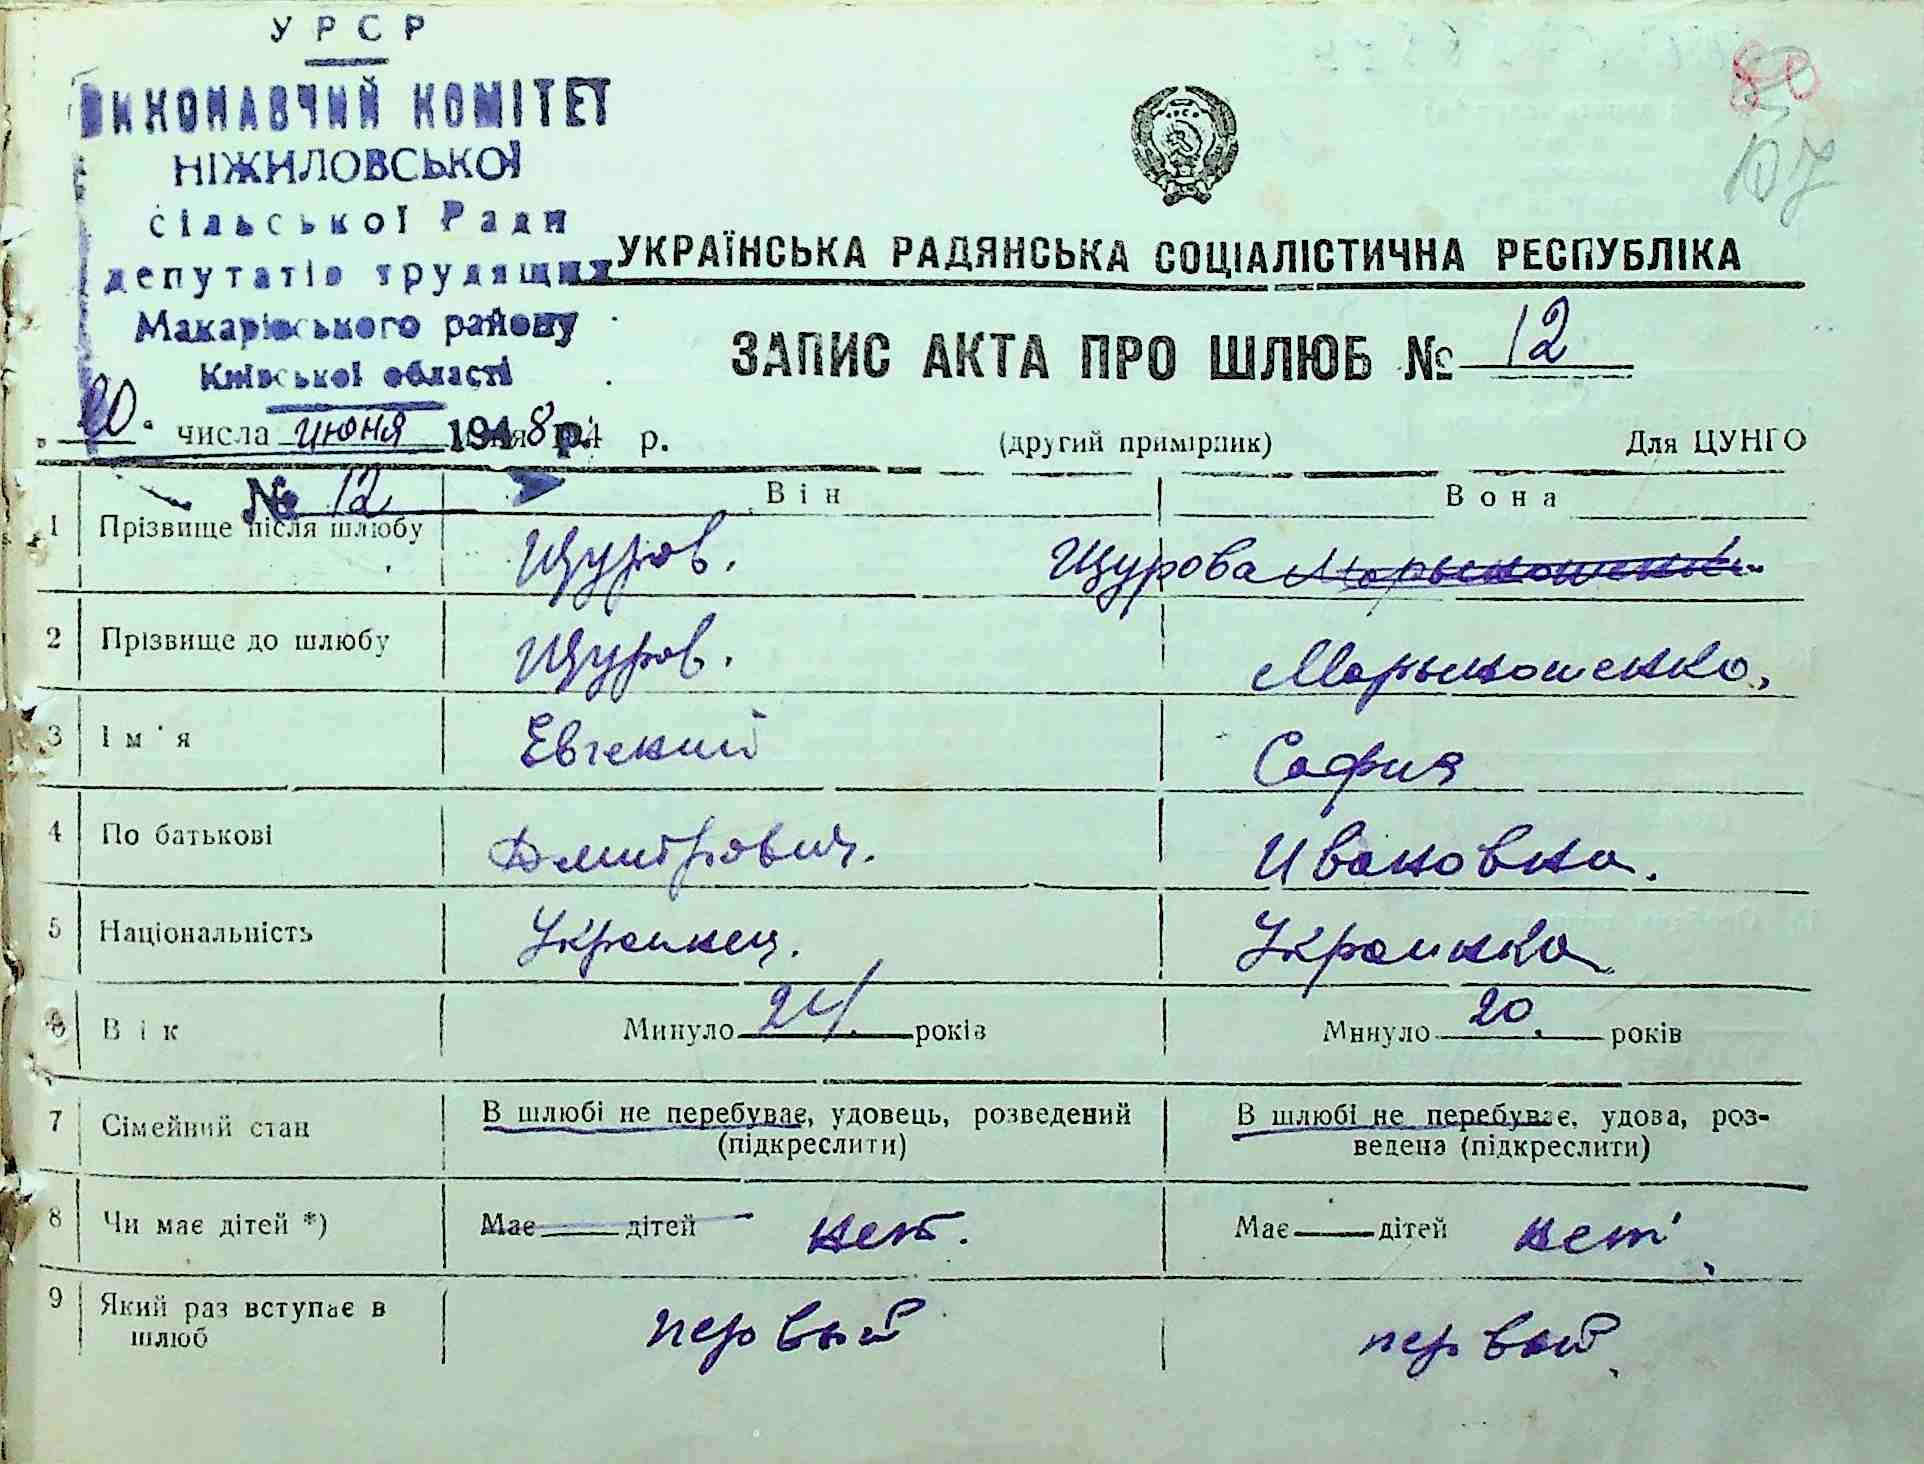 УРСР
ВИКОНАВЧИЙ КОМІТЕТ
НІЖИЛОВСЬКОЇ
сільської Ради
депутатів трудящих
Макарівського району
Київської області
20. числа июня 1948 р. 4 р.
№ 12
80
107
УКРАЇНСЬКА РАДЯНСЬКА СОЦІАЛІСТИЧНА РЕСПУБЛІКА
ЗАПИС АКТА ПРО ШЛЮБ № 12
(другий примірник) Для ЦУНГО
Він Вона
1 Прізвище після шлюбу Щуров. Щурова
2 Прізвище до шлюбу Щуров. Марьяношенко.
3 Ім'я Евгений София
4 По батькові Дмитрович. Ивановна.
5 Національність Украинец. Украинка
6 Вік Минуло 24. років Минуло 20. років
7 Сімейний стан В шлюбі не перебуває, удовець, розведений (підкреслити) В шлюбі не перебуває, удова, роз-
ведена (підкреслити)
8 Чи має дітей *) Має дітей нет. Має дітей нет.
9 Який раз вступає в
шлюб первый первый